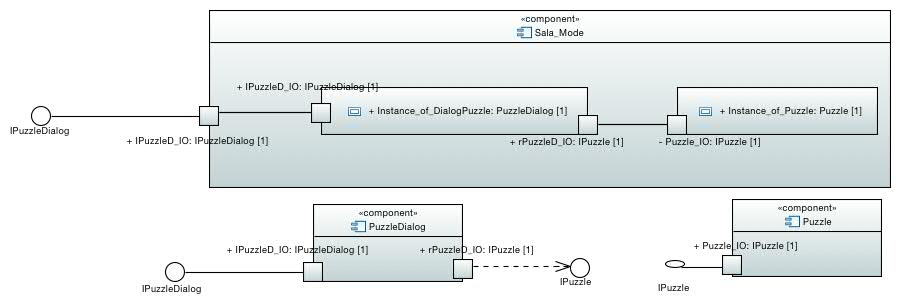 «component»
Sala_Mode
+ IPuzzleD_IO: IPuzzleDialog [1]
+ Instance_of_DialogPuzzle: PuzzleDialog [1]
+ Instance_of_Puzzle: Puzzle [1]
IPuzzleDialog
+ IPuzzleD_IO: IPuzzleDialog [1]
+ rPuzzleD_IO: IPuzzle [1]
- Puzzle_IO: IPuzzle [1]
«component»
PuzzleDialog
«component»
Puzzle
+ IPuzzleD_IO: IPuzzleDialog [1]
+ rPuzzleD_IO: IPuzzle [1]
+ Puzzle_IO: IPuzzle [1]
IPuzzleDialog
IPuzzle
IPuzzle